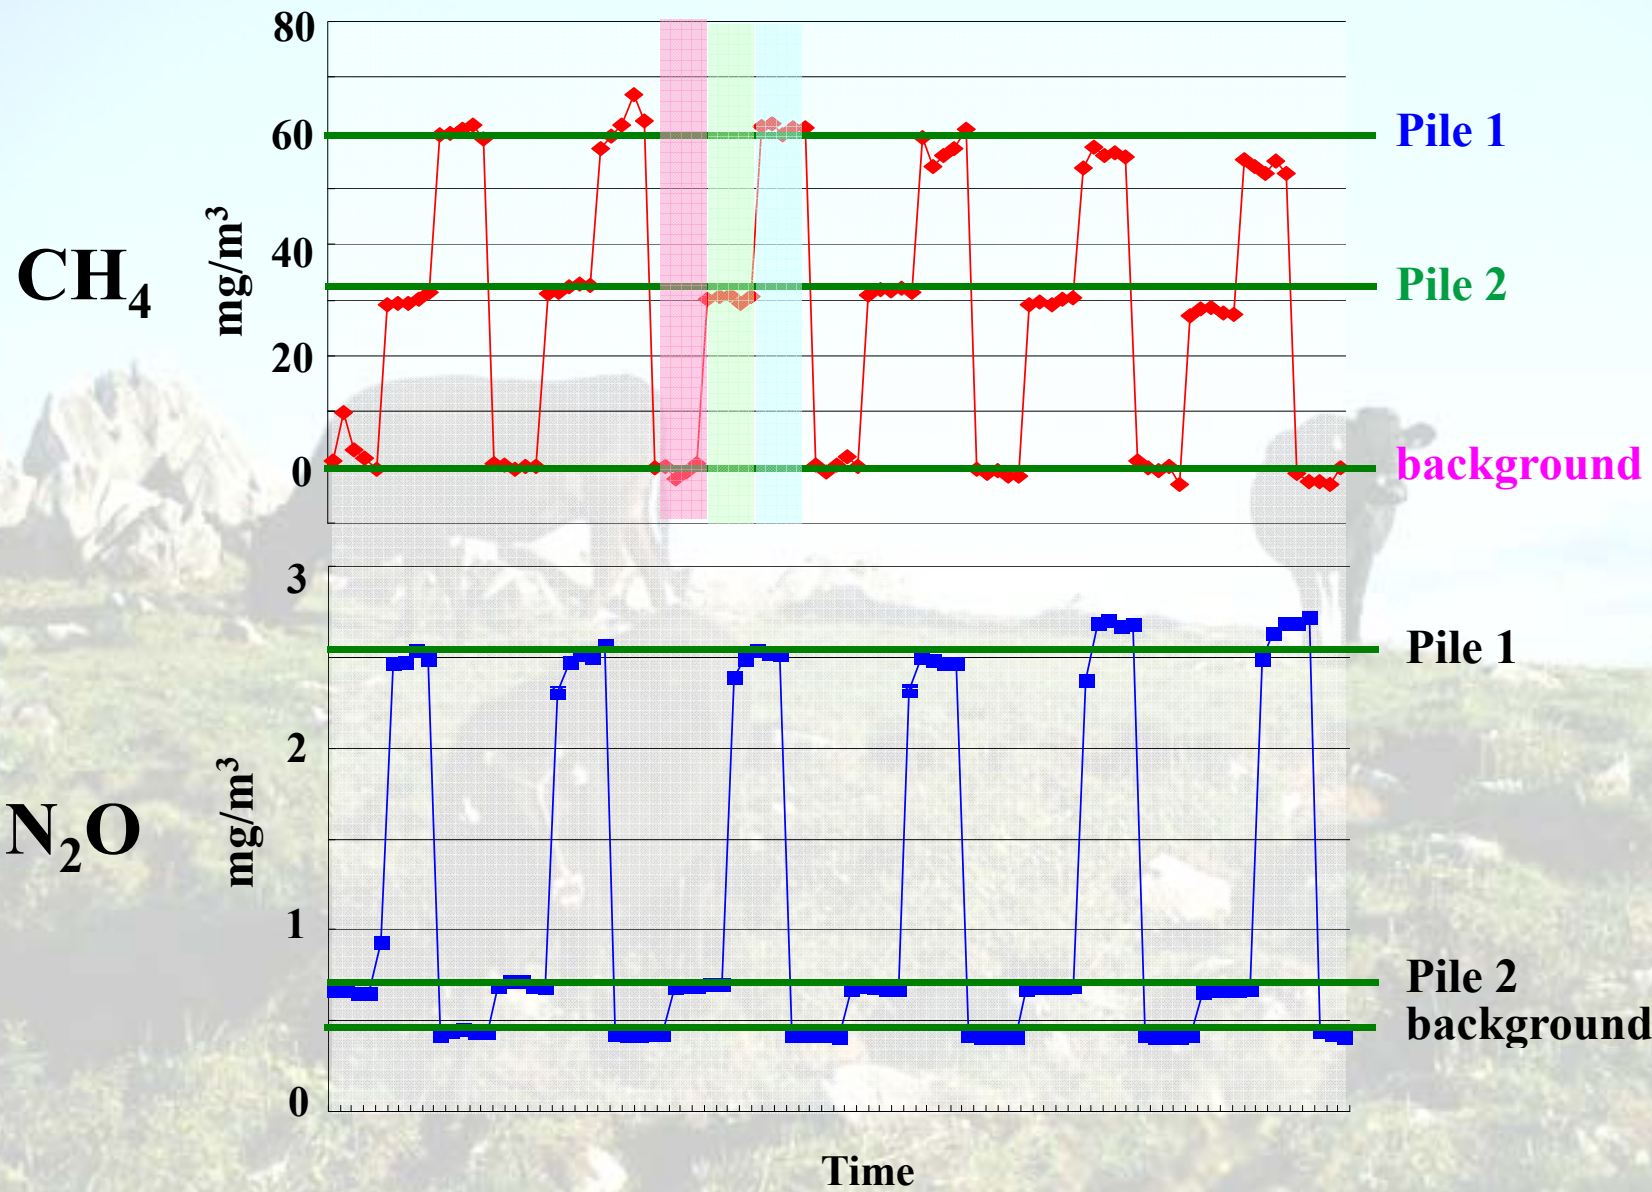 80
60
40
20
0
CH₄
mg/m³
Pile 1
Pile 2
background
3
2
1
0
N₂O
mg/m³
Pile 1
Pile 2
background
Time